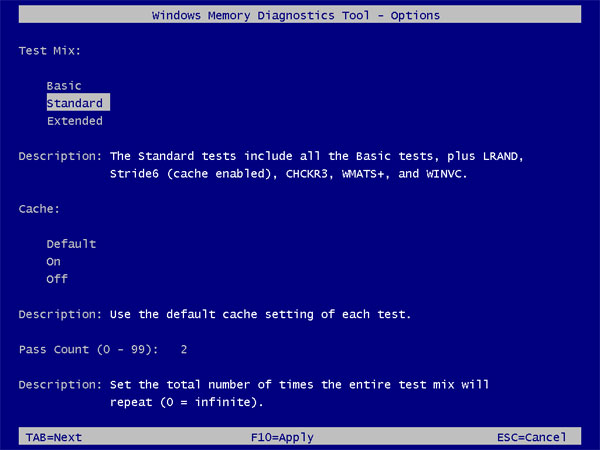 Windows Memory Diagnostics Tool - Options
Test Mix:
Basic
Standard
Extended
Description: The Standard tests include all the Basic tests, plus LRAND,
Stride6 (cache enabled), CHCKR3, WMATS+, and WINVC.
Cache:
Default
On
Off
Description: Use the default cache setting of each test.
Pass Count (0 - 99): 2
Description: Set the total number of times the entire test mix will
repeat (0 = infinite).
TAB=Next F10=Apply ESC=Cancel